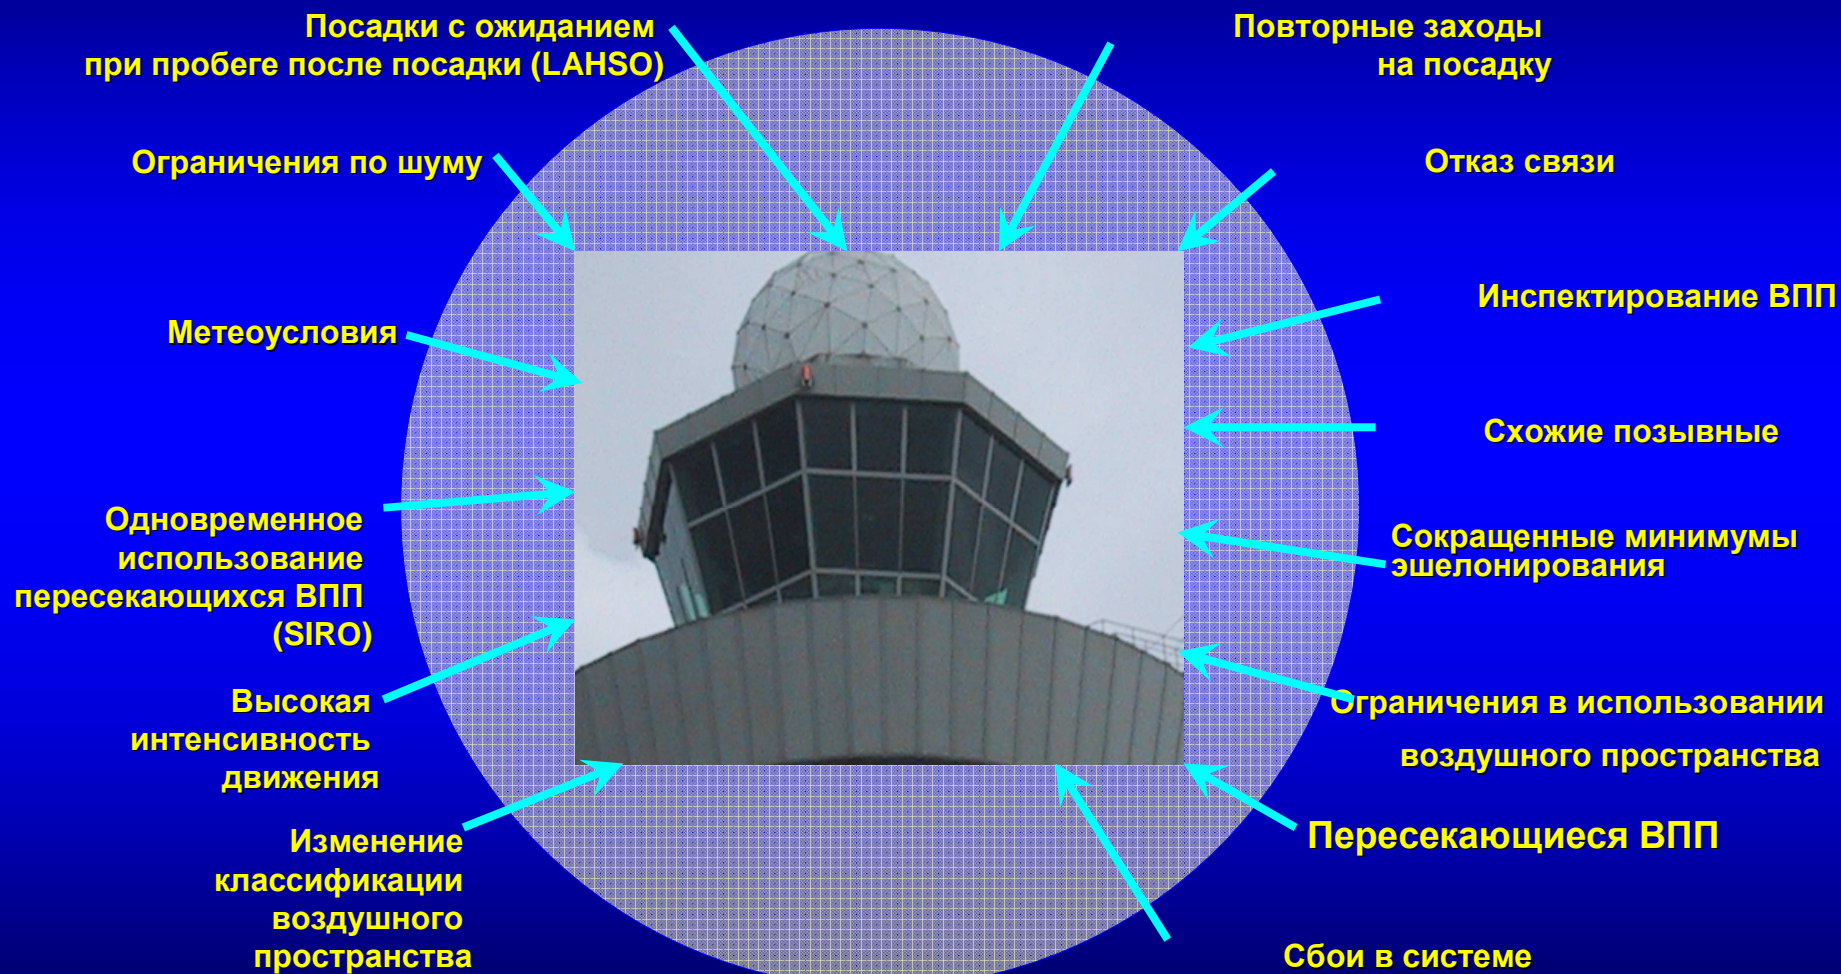 Посадки с ожиданием
при пробеге после посадки (LAHSO)
Ограничения по шуму
Метеоусловия
Одновременное
использование
пересекающихся ВПП
(SIRO)
Высокая
интенсивность
движения
Изменение
классификации
воздушного
пространства
Повторные заходы
на посадку
Отказ связи
Инспектирование ВПП
Схожие позывные
Сокращенные минимумы
эшелонирования
Ограничения в использовании
воздушного пространства
Пересекающиеся ВПП
Сбои в системе